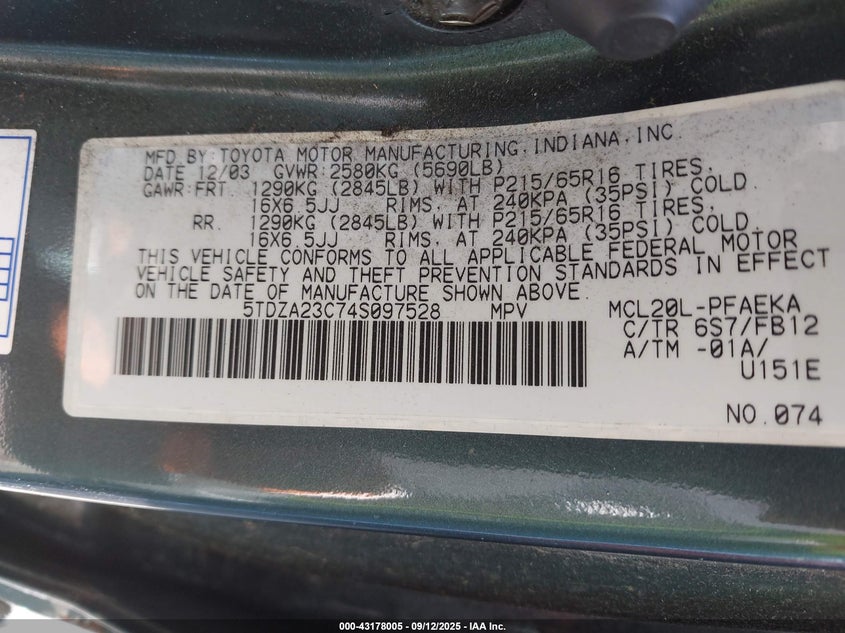 MFD.BY:TOYOTA MOTOR MANUFACTURING,INDIANA,INC.
DATE 12/03 GVWR:2580KG (5690LB)
GAWR:FRT. 1290KG (2845LB) WITH P215/65R16 TIRES,
16X6.5JJ RIMS, AT 240KPA (35PSI) COLD
RR. 1290KG (2845LB) WITH P215/65R16 TIRES,
16X6.5JJ RIMS, AT 240KPA (35PSI) COLD
THIS VEHICLE CONFORMS TO ALL APPLICABLE FEDERAL MOTOR
VEHICLE SAFETY AND THEFT PREVENTION STANDARDS IN EFFECT
ON THE DATE OF MANUFACTURE SHOWN ABOVE.
5TDZA23C74S097528 MPV MCL20L-PFAEKA
C/TR 6S7/FB12
A/TM -01A/
U151E
NO.074
000-43178005 - 09/12/2025 - IAA Inc.